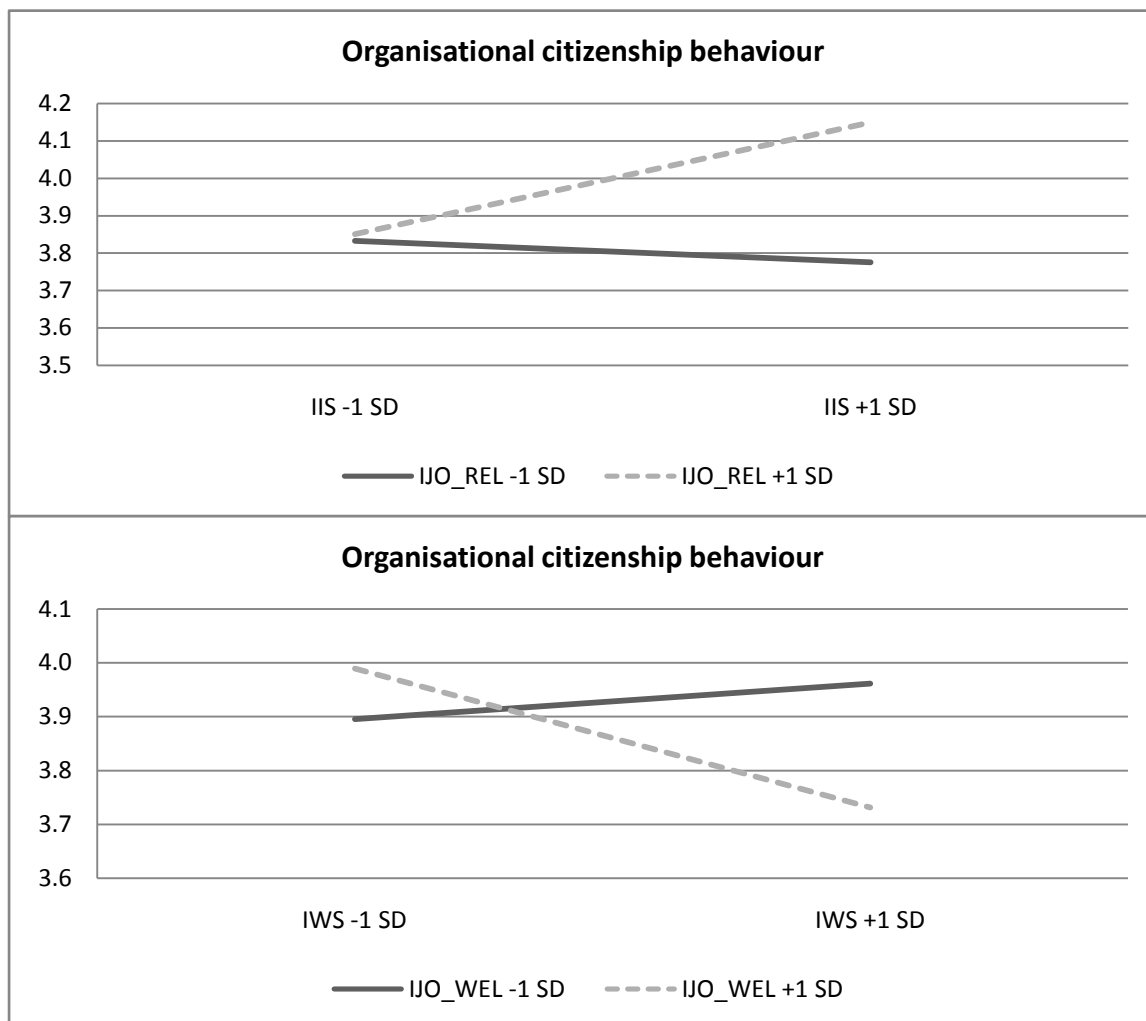 Organisational citizenship behaviour
4.2
4.1
4.0
3.9
3.8
3.7
3.6
3.5
IIS -1 SD IIS +1 SD
IJO_REL -1 SD IJO_REL +1 SD
Organisational citizenship behaviour
4.1
4.0
3.9
3.8
3.7
3.6
IWS -1 SD IWS +1 SD
IJO_WEL -1 SD IJO_WEL +1 SD